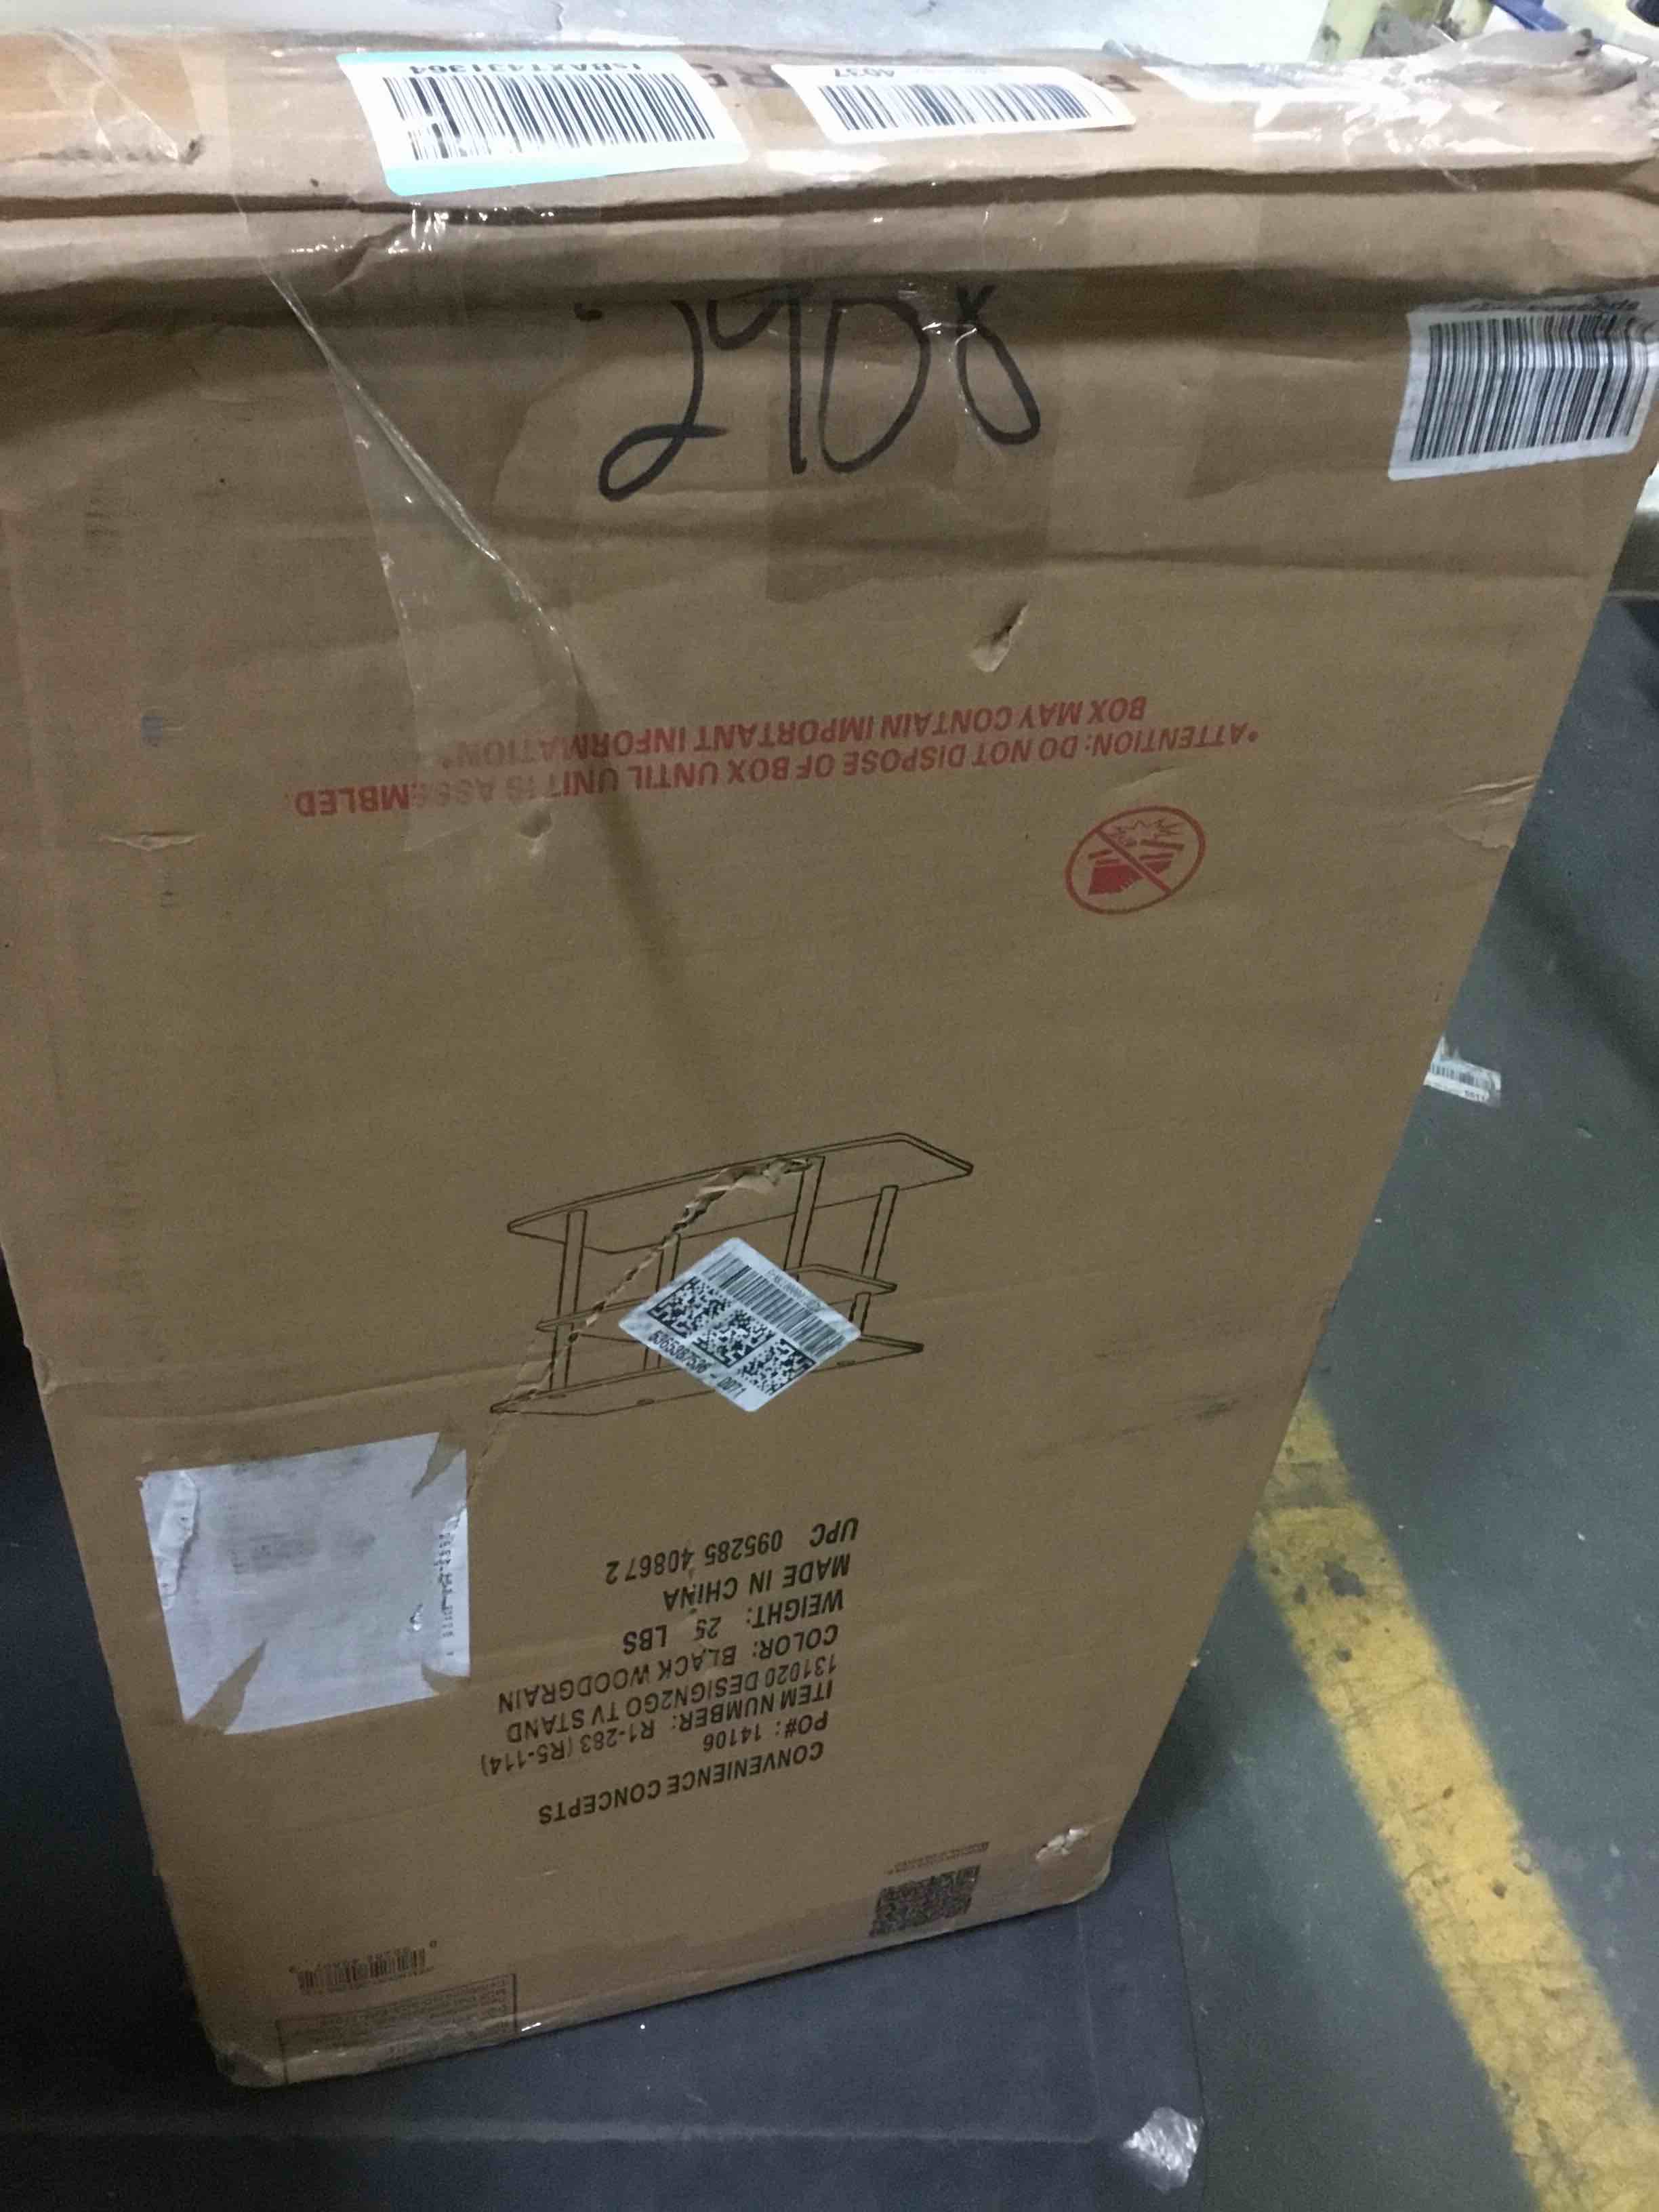 TSBAXT431364
4037
2908
*ATTENTION: DO NOT DISPOSE OF BOX UNTIL UNIT IS ASSEMBLED.
BOX MAY CONTAIN IMPORTANT INFORMATION*
CONVENIENCE CONCEPTS
PO#: 14106
ITEM NUMBER: R1-283 (R5-114)
131020 DESIGN2GO TV STAND
COLOR: BLACK WOODGRAIN
WEIGHT: 25 LBS
MADE IN CHINA
UPC 095285 40867 2